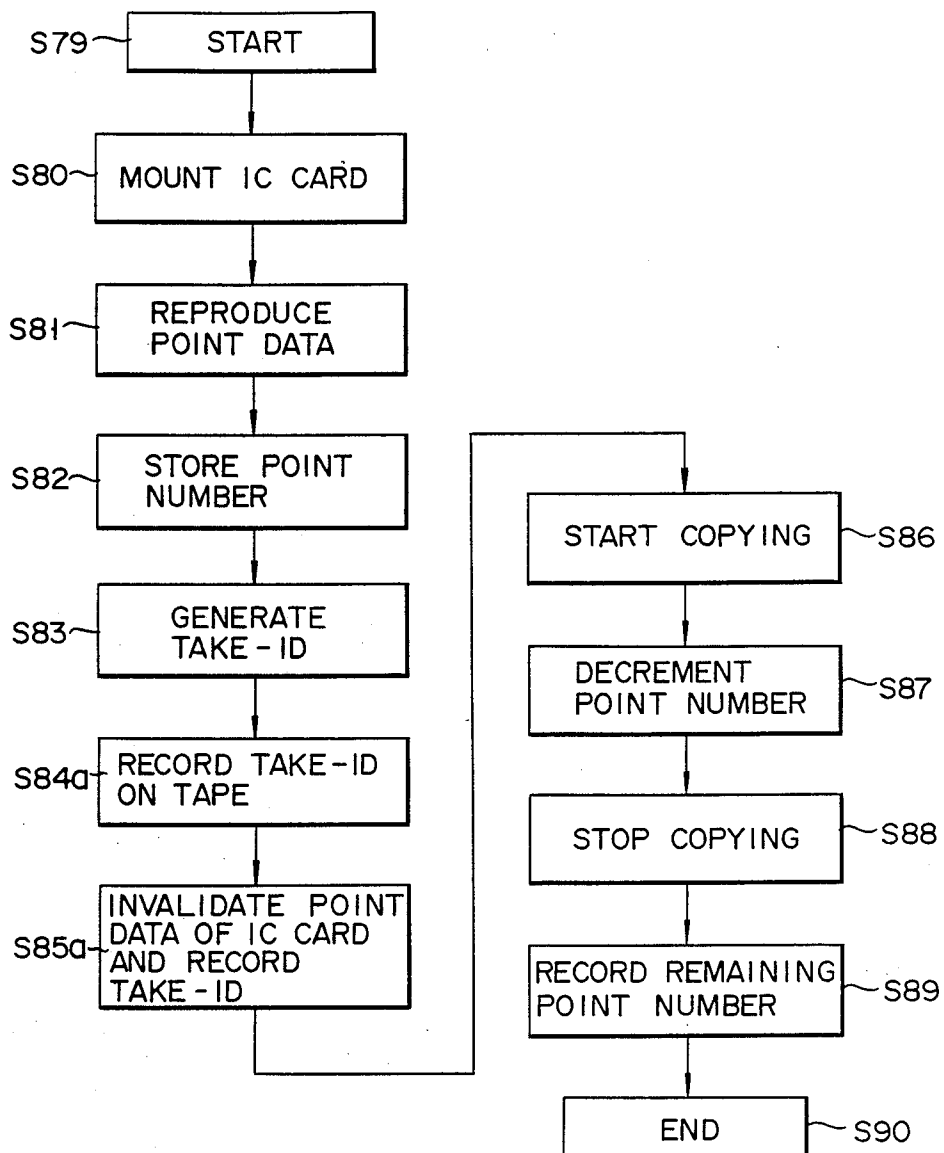 S79
START
S80
MOUNT IC CARD
S81
REPRODUCE
POINT DATA
S82
STORE POINT
NUMBER
S83
GENERATE
TAKE-ID
S84a
RECORD TAKE-ID
ON TAPE
S85a
INVALIDATE POINT
DATA OF IC CARD
AND RECORD
TAKE-ID
START COPYING
S86
DECREMENT
POINT NUMBER
S87
STOP COPYING
S88
RECORD REMAINING
POINT NUMBER
S89
END
S90